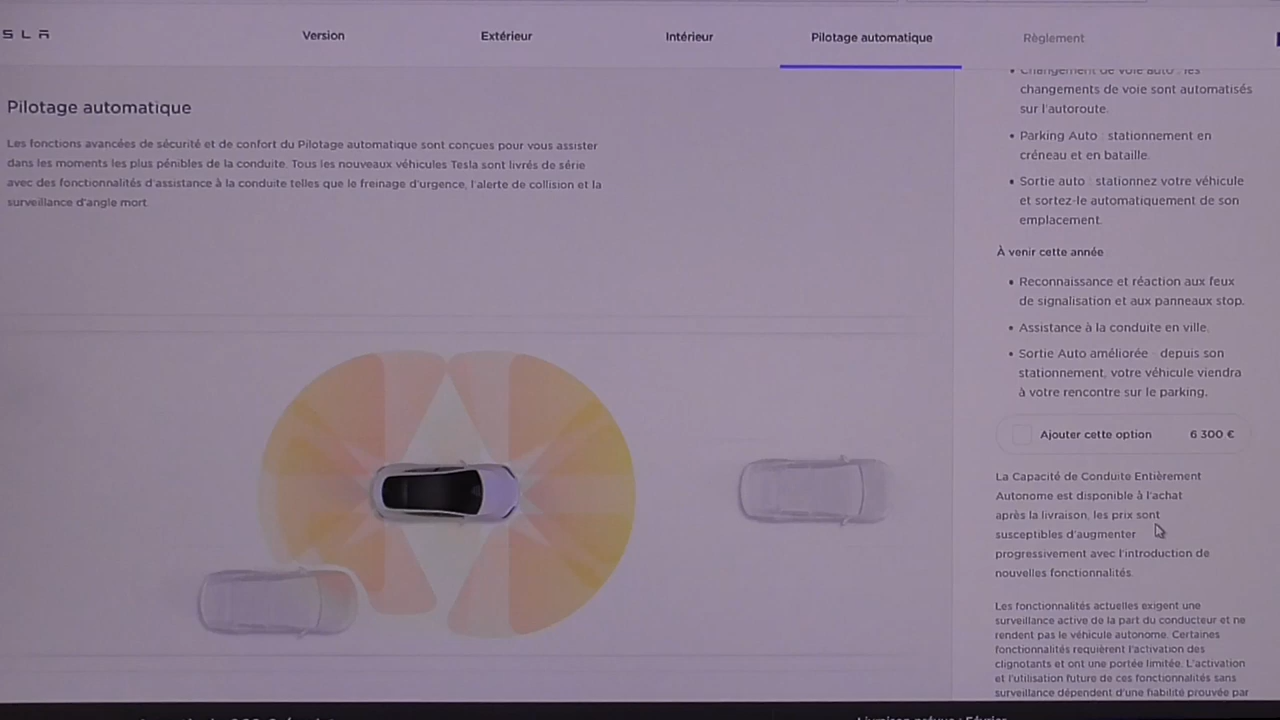 SLA
Version
Extérieur
Intérieur
Pilotage automatique
Règlement
Pilotage automatique
Les fonctions avancées de sécurité et de confort du Pilotage automatique sont conçues pour vous assister
dans les moments les plus pénibles de la conduite. Tous les nouveaux véhicules Tesla sont livrés de série
avec des fonctionnalités d'assistance à la conduite telles que le freinage d'urgence, l'alerte de collision et la
surveillance d'angle mort.
• Changement de voie auto : les
changements de voie sont automatisés
sur l'autoroute.
• Parking Auto : stationnement en
créneau et en bataille.
• Sortie auto : stationnez votre véhicule
et sortez-le automatiquement de son
emplacement.
À venir cette année
• Reconnaissance et réaction aux feux
de signalisation et aux panneaux stop.
• Assistance à la conduite en ville.
• Sortie Auto améliorée : depuis son
stationnement, votre véhicule viendra
à votre rencontre sur le parking.
Ajouter cette option 6 300 €
La Capacité de Conduite Entièrement
Autonome est disponible à l'achat
après la livraison, les prix sont
susceptibles d'augmenter
progressivement avec l'introduction de
nouvelles fonctionnalités.
Les fonctionnalités actuelles exigent une
surveillance active de la part du conducteur et ne
rendent pas le véhicule autonome. Certaines
fonctionnalités requièrent l'activation des
clignotants et ont une portée limitée. L'activation
et l'utilisation future de ces fonctionnalités sans
surveillance dépendent d'une fiabilité prouvée par
Livraison prévue : Février